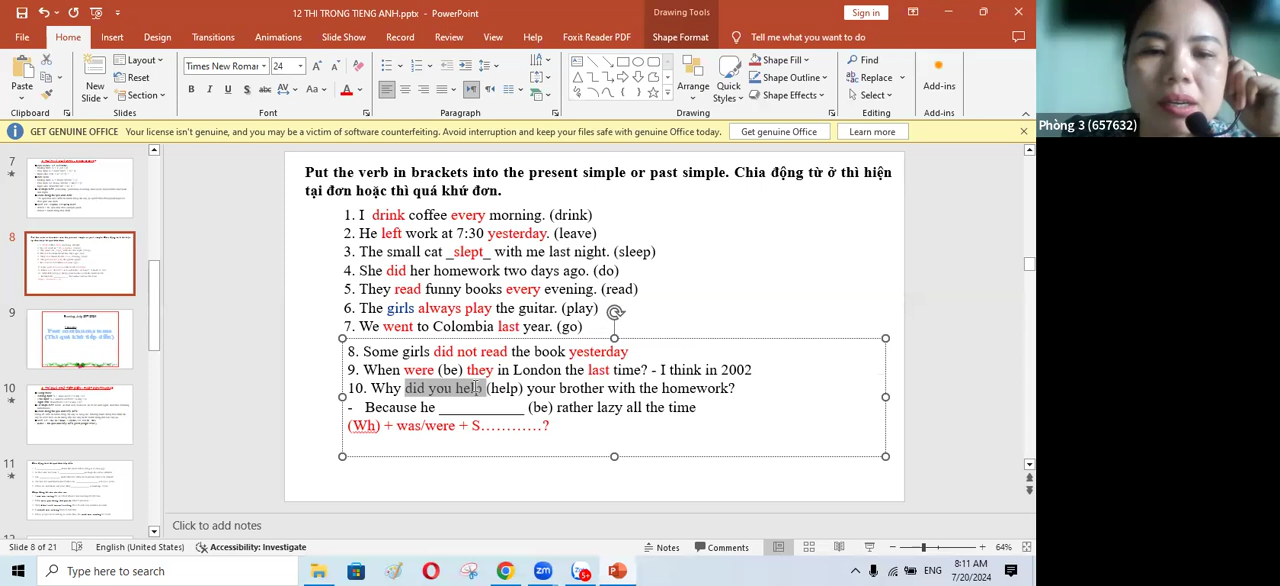 12 THI TRONG TIENG ANH.pptx - PowerPoint
Drawing Tools
Sign in
File Home Insert Design Transitions Animations Slide Show Record Review View Help Foxit Reader PDF Shape Format Tell me what you want to do
Paste
Clipboard
New Slide
Layout
Reset
Section
Slides
Times New Roma 24
B I U S abc AV Aa A
Font
Paragraph
Arrange
Quick Styles
Shape Fill
Shape Outline
Shape Effects
Drawing
Find
Replace
Select
Editing
Add-ins
Add-ins
GET GENUINE OFFICE Your license isn't genuine, and you may be a victim of software counterfeiting. Avoid interruption and keep your files safe with genuine Office today. Get genuine Office Learn more
Phòng 3 (657632)
7
8
9
10
11
Put the verb in brackets into the present simple or past simple. Chia động từ ở thì hiện
tại đơn hoặc thì quá khứ đơn.
1. I drink coffee every morning. (drink)
2. He left work at 7:30 yesterday. (leave)
3. The small cat _slept_ with me last night. (sleep)
4. She did her homework two days ago. (do)
5. They read funny books every evening. (read)
6. The girls always play the guitar. (play)
7. We went to Colombia last year. (go)
8. Some girls did not read the book yesterday
9. When were (be) they in London the last time? - I think in 2002
10. Why did you help (help) your brother with the homework?
- Because he ___________ (be) rather lazy all the time
(Wh) + was/were + S…………?
Click to add notes
Slide 8 of 21 English (United States) Accessibility: Investigate Notes Comments 64%
Type here to search
ENG
8:11 AM
7/20/2024